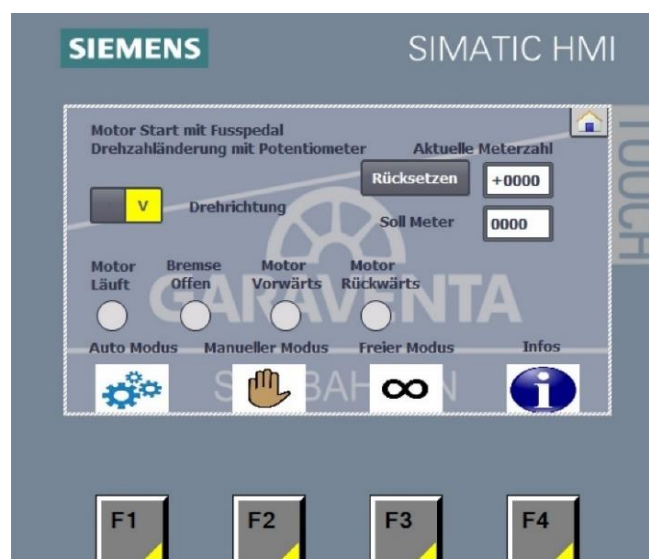 SIEMENS
SIMATIC HMI
TOUCH
Motor Start mit Fusspedal
Drehzahländerung mit Potentiometer
Aktuelle Meterzahl
Rücksetzen
+0000
V
Drehrichtung
Soll Meter
0000
Motor Läuft
Bremse Offen
Motor Vorwärts
Motor Rückwärts
GARAVENTA
Auto Modus
Manueller Modus
Freier Modus
Infos
F1
F2
F3
F4